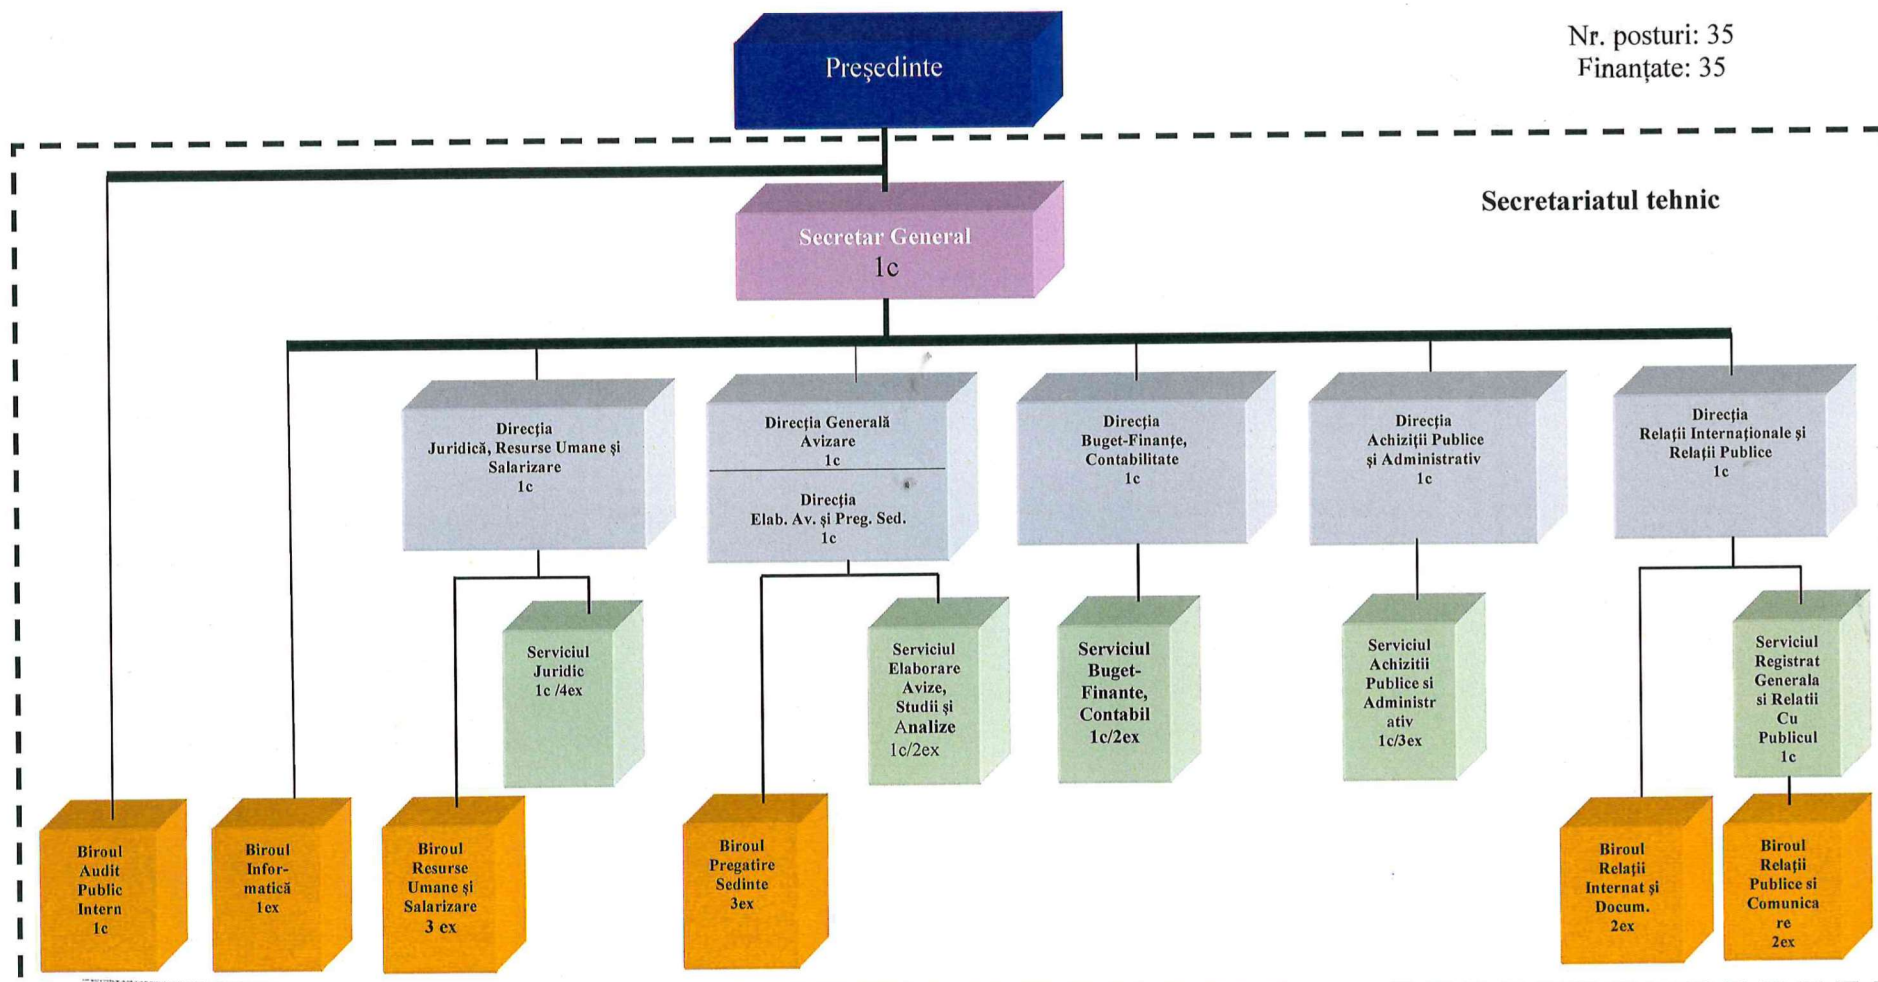 Nr. posturi: 35
Finanțate: 35
Președinte
Secretariatul tehnic
Secretar General
1c
Direcția
Juridică, Resurse Umane și
Salarizare
1c
Direcția Generală
Avizare
1c
Direcția
Elab. Av. și Preg. Sed.
1c
Direcția
Buget-Finanțe,
Contabilitate
1c
Direcția
Achiziții Publice
și Administrativ
1c
Direcția
Relații Internaționale și
Relații Publice
1c
Serviciul
Juridic
1c /4ex
Serviciul
Elaborare
Avize,
Studii și
Analize
1c/2ex
Serviciul
Buget-
Finante,
Contabil
1c/2ex
Serviciul
Achizitii
Publice si
Administr
ativ
1c/3ex
Serviciul
Registrat
Generala
si Relatii
Cu
Publicul
1c
Biroul
Audit
Public
Intern
1c
Biroul
Infor-
matică
1ex
Biroul
Resurse
Umane și
Salarizare
3 ex
Biroul
Pregatire
Sedinte
3ex
Biroul
Relații
Internat și
Docum.
2ex
Biroul
Relații
Publice si
Comunica
re
2ex